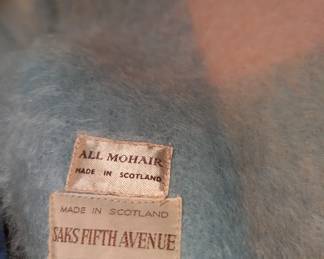 ALL MOHAIR
MADE IN SCOTLAND
MADE IN SCOTLAND
SAKS FIFTH AVENUE